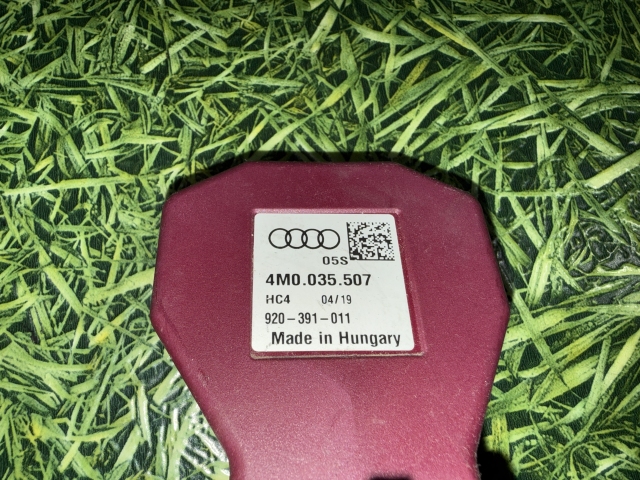 05S
4M0.035.507
HC4 04/19
920-391-011
Made in Hungary